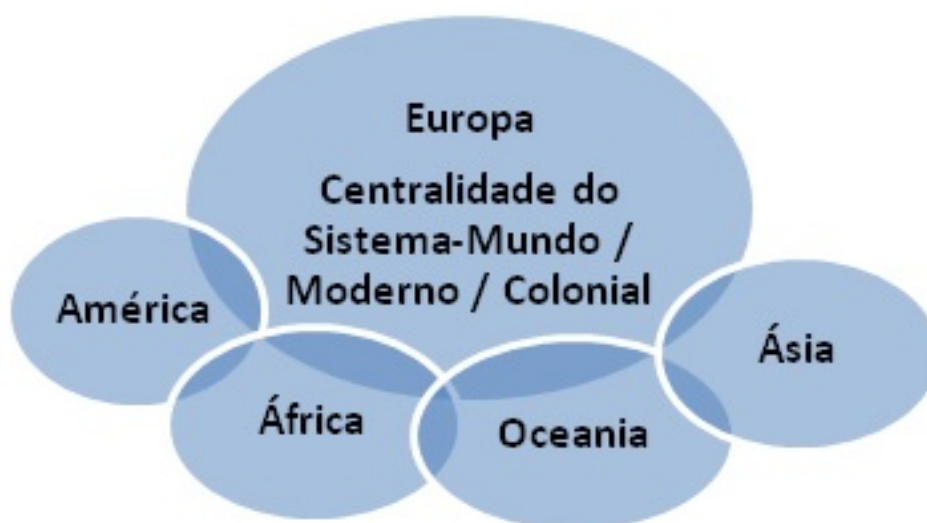 Europa
Centralidade do
Sistema-Mundo /
Moderno / Colonial
América
África
Oceania
Ásia